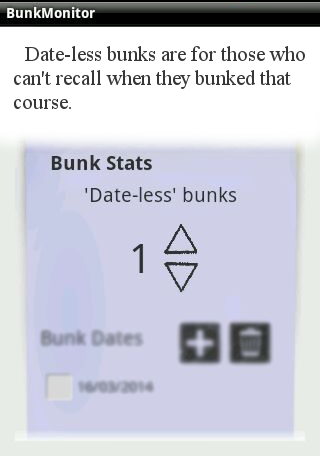 BunkMonitor
Date-less bunks are for those who
can't recall when they bunked that
course.
Bunk Stats
'Date-less' bunks
1
Bunk Dates
16/03/2014